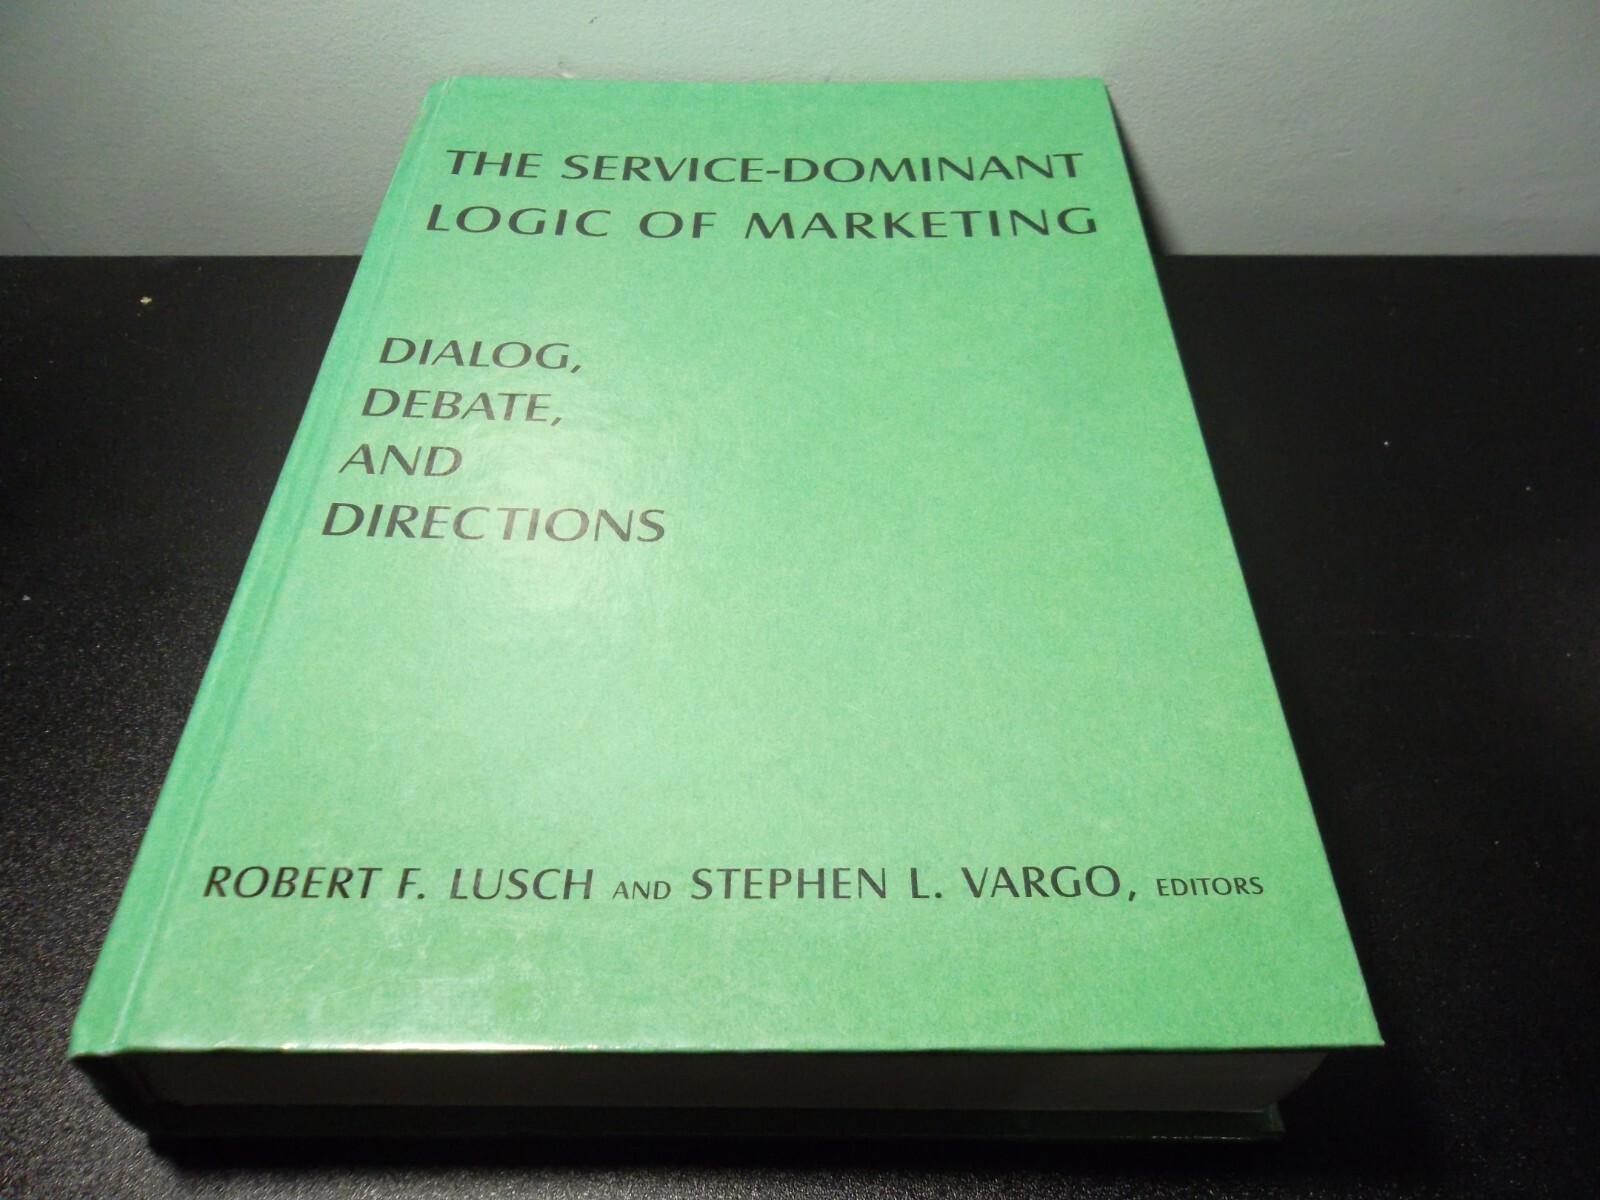 THE SERVICE-DOMINANT
LOGIC OF MARKETING
DIALOG,
DEBATE,
AND
DIRECTIONS
ROBERT F. LUSCH AND STEPHEN L. VARGO, EDITORS